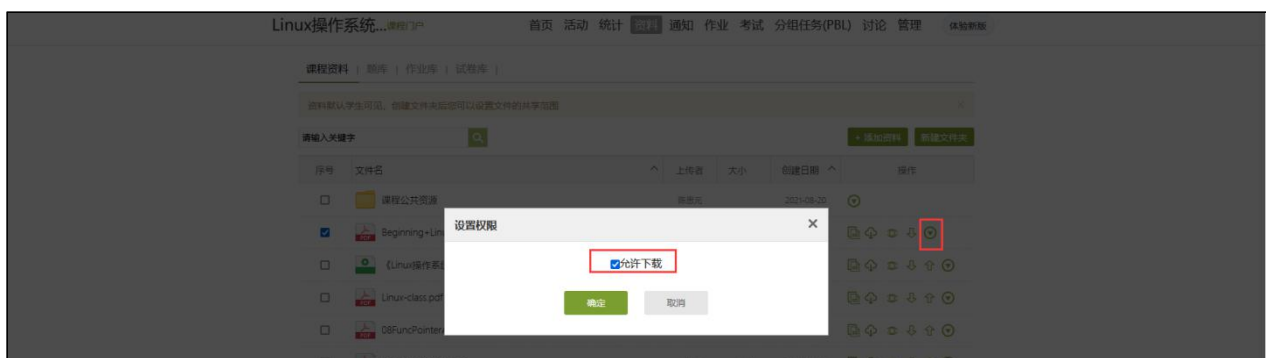 Linux操作系统...课程门户 首页 活动 统计 资料 通知 作业 考试 分组任务(PBL) 讨论 管理 体验新版
课程资料 | 题库 | 作业库 | 试卷库 |
资料默认学生可见，创建文件夹后您可以设置文件的共享范围
请输入关键字 + 添加资料 新建文件夹
序号 文件名 上传者 大小 创建日期 操作
课程公共资源 2021-08-20
设置权限
Beginning+Lin
允许下载
《Linux操作系
Linux-class.pdf
确定 取消
08FuncPointer